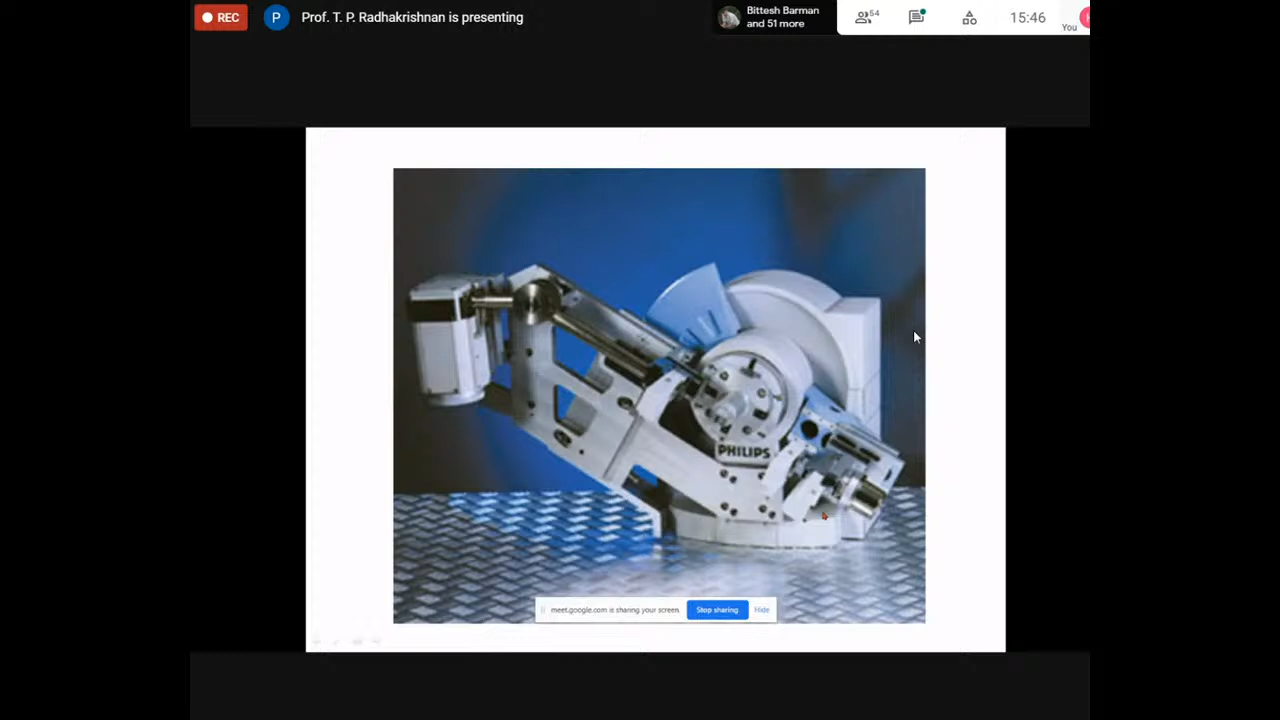 REC
P
Prof. T. P. Radhakrishnan is presenting
Bittesh Barman
and 51 more
54
15:46
You
PHILIPS
meet.google.com is sharing your screen.
Stop sharing
Hide